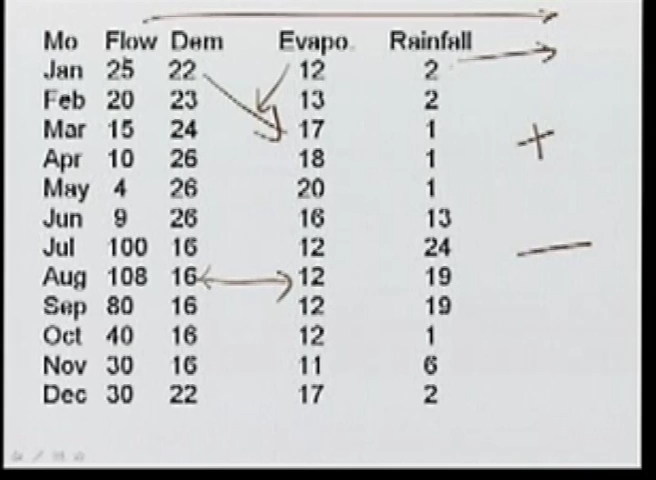 Mo Flow Dem Evapo. Rainfall
Jan 25 22 12 2
Feb 20 23 13 2
Mar 15 24 17 1
Apr 10 26 18 1
May 4 26 20 1
Jun 9 26 16 13
Jul 100 16 12 24
Aug 108 16 12 19
Sep 80 16 12 19
Oct 40 16 12 1
Nov 30 16 11 6
Dec 30 22 17 2